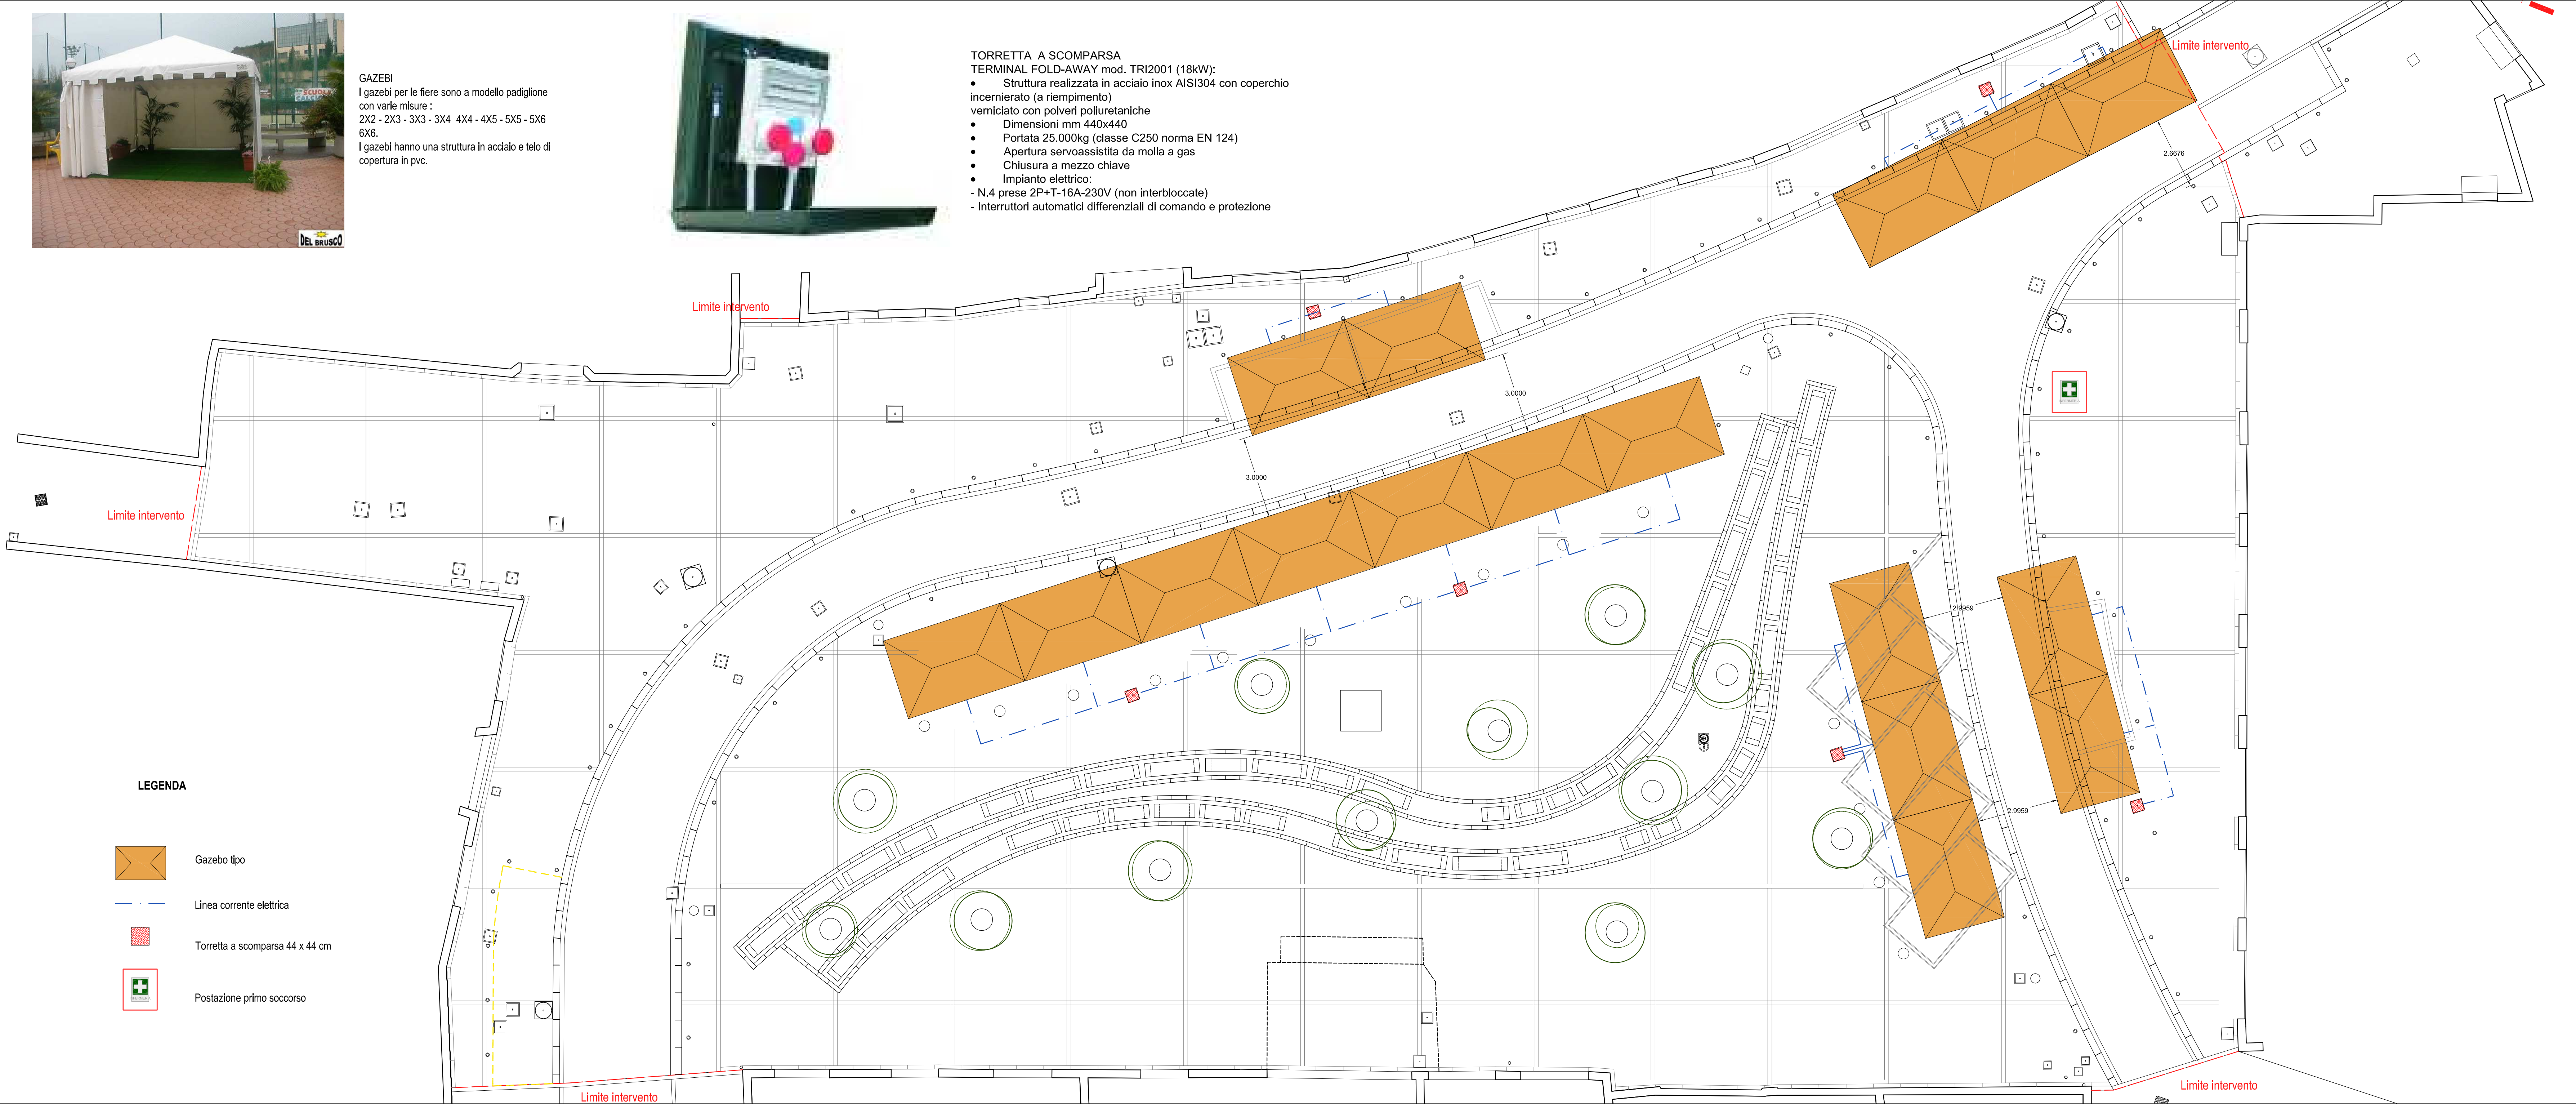 GAZEBI
I gazebi per le fiere sono a modello padiglione
con varie misure :
2X2 - 2X3 - 3X3 - 3X4  4X4 - 4X5 - 5X5 - 5X6
6X6.
I gazebi hanno una struttura in acciaio e telo di
copertura in pvc.
SCUOLA
CALCIO
DEL BRUSCO
TORRETTA  A SCOMPARSA
TERMINAL FOLD-AWAY mod. TRI2001 (18kW):
• Struttura realizzata in acciaio inox AISI304 con coperchio
incernierato (a riempimento)
verniciato con polveri poliuretaniche
• Dimensioni mm 440x440
• Portata 25.000kg (classe C250 norma EN 124)
• Apertura servoassistita da molla a gas
• Chiusura a mezzo chiave
• Impianto elettrico:
- N.4 prese 2P+T-16A-230V (non interbloccate)
- Interruttori automatici differenziali di comando e protezione
Limite intervento
2.6676
Limite intervento
3.0000
3.0000
Limite intervento
2.9959
2.9959
LEGENDA
Gazebo tipo
Linea corrente elettrica
Torretta a scomparsa 44 x 44 cm
Postazione primo soccorso
Limite intervento
Limite intervento